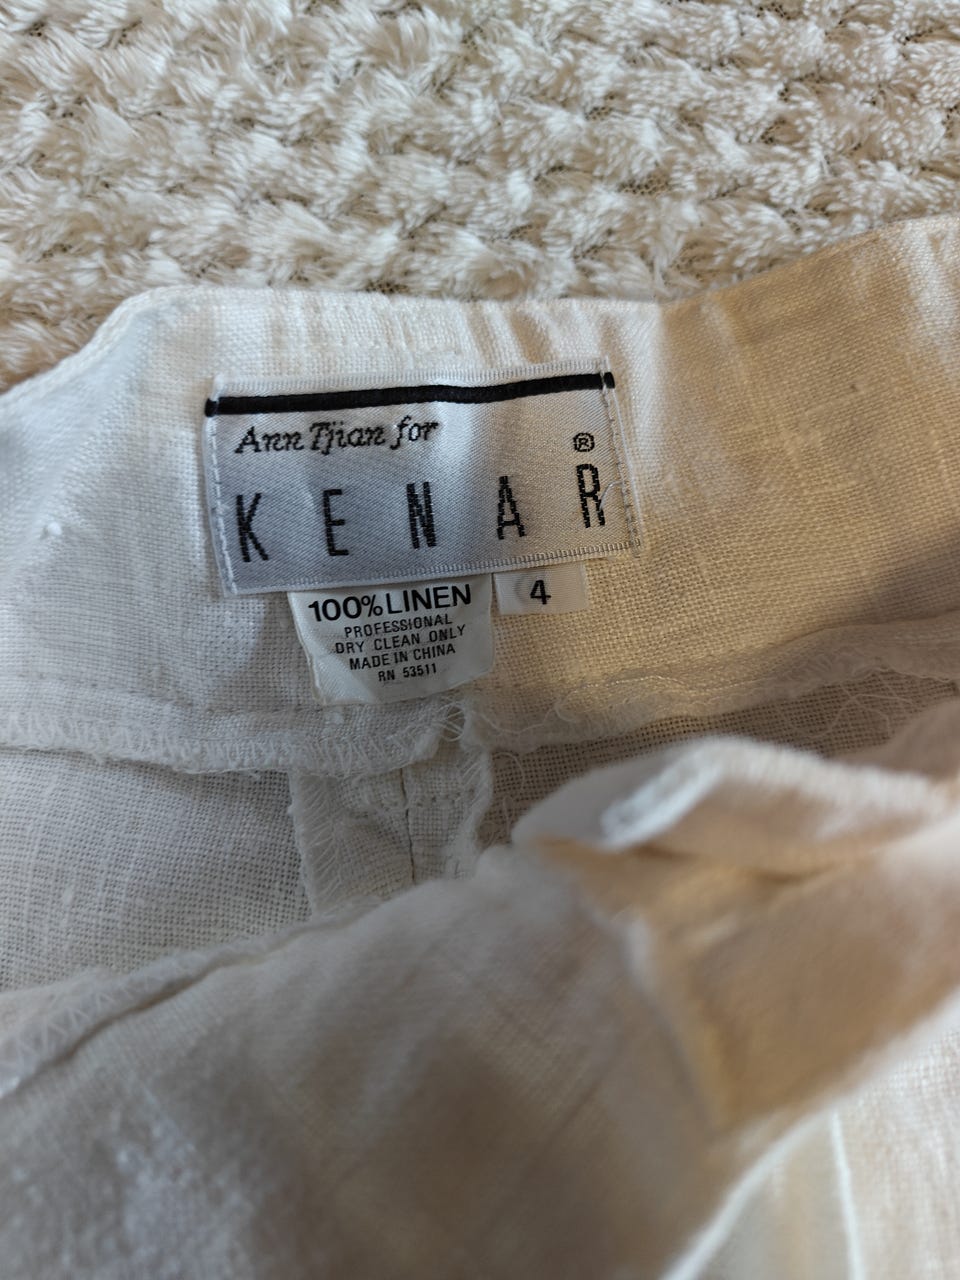 Ann Tjian for
KENAR®
100% LINEN
PROFESSIONAL
DRY CLEAN ONLY
MADE IN CHINA
RN 53511
4